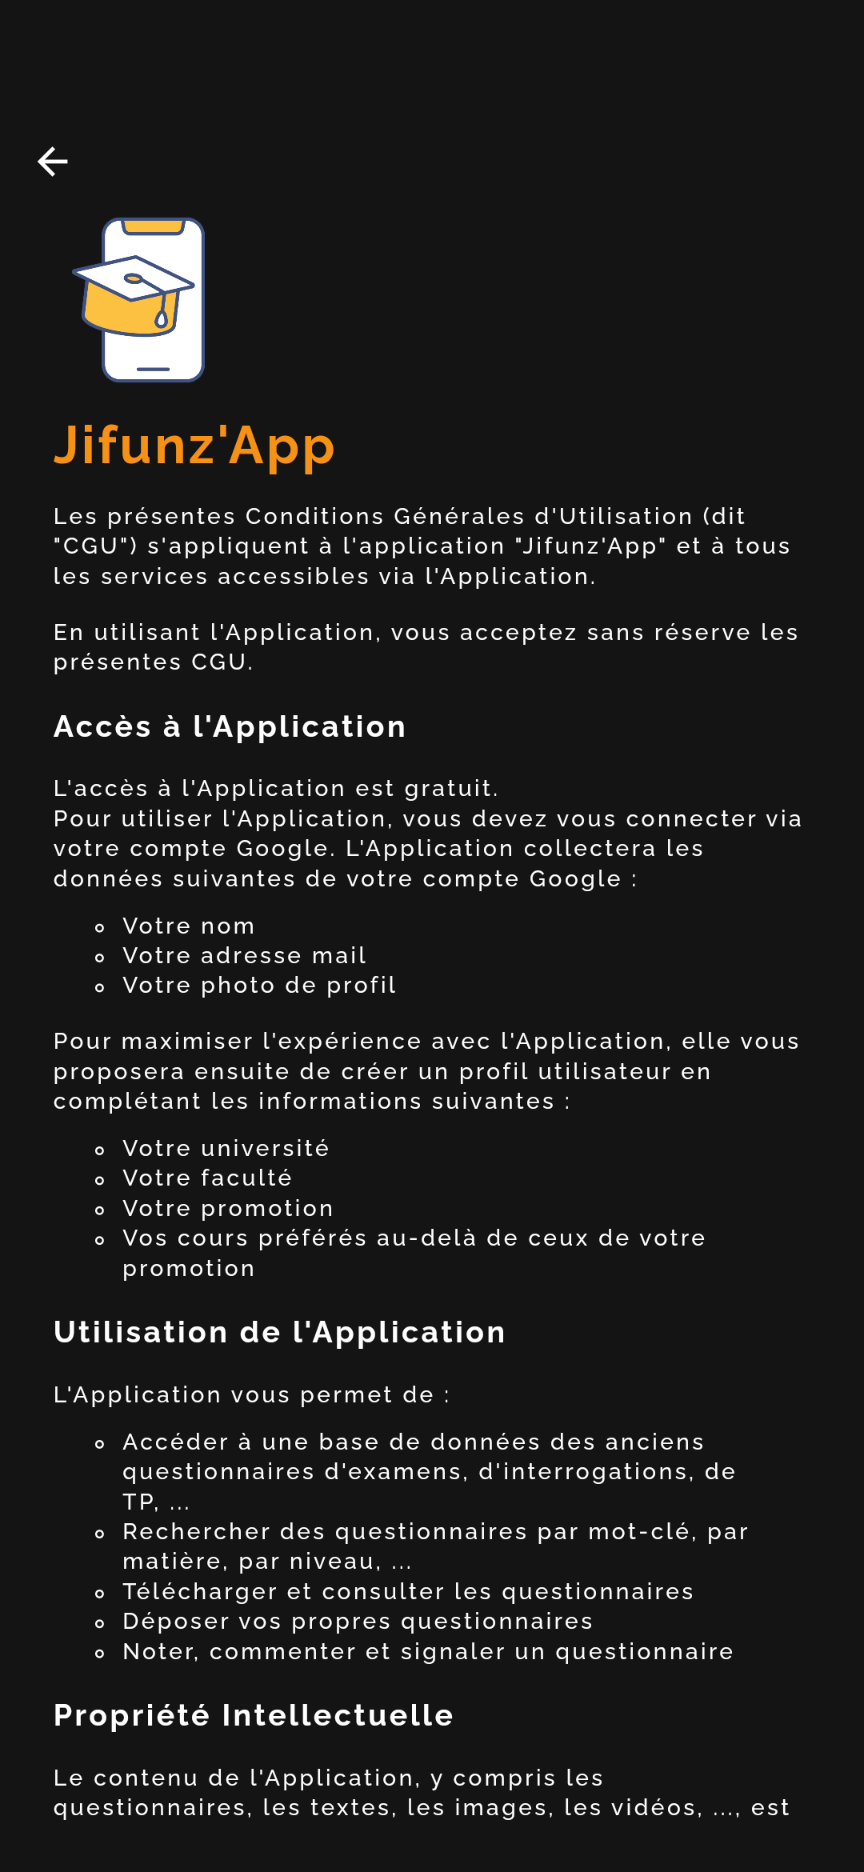 Jifunz'App
Les présentes Conditions Générales d'Utilisation (dit
"CGU") s'appliquent à l'application "Jifunz'App" et à tous
les services accessibles via l'Application.
En utilisant l'Application, vous acceptez sans réserve les
présentes CGU.
Accès à l'Application
L'accès à l'Application est gratuit.
Pour utiliser l'Application, vous devez vous connecter via
votre compte Google. L'Application collectera les
données suivantes de votre compte Google :
Votre nom
Votre adresse mail
Votre photo de profil
Pour maximiser l'expérience avec l'Application, elle vous
proposera ensuite de créer un profil utilisateur en
complétant les informations suivantes :
Votre université
Votre faculté
Votre promotion
Vos cours préférés au-delà de ceux de votre
promotion
Utilisation de l'Application
L'Application vous permet de :
Accéder à une base de données des anciens
questionnaires d'examens, d'interrogations, de
TP, ...
Rechercher des questionnaires par mot-clé, par
matière, par niveau, ...
Télécharger et consulter les questionnaires
Déposer vos propres questionnaires
Noter, commenter et signaler un questionnaire
Propriété Intellectuelle
Le contenu de l'Application, y compris les
questionnaires, les textes, les images, les vidéos, ..., est